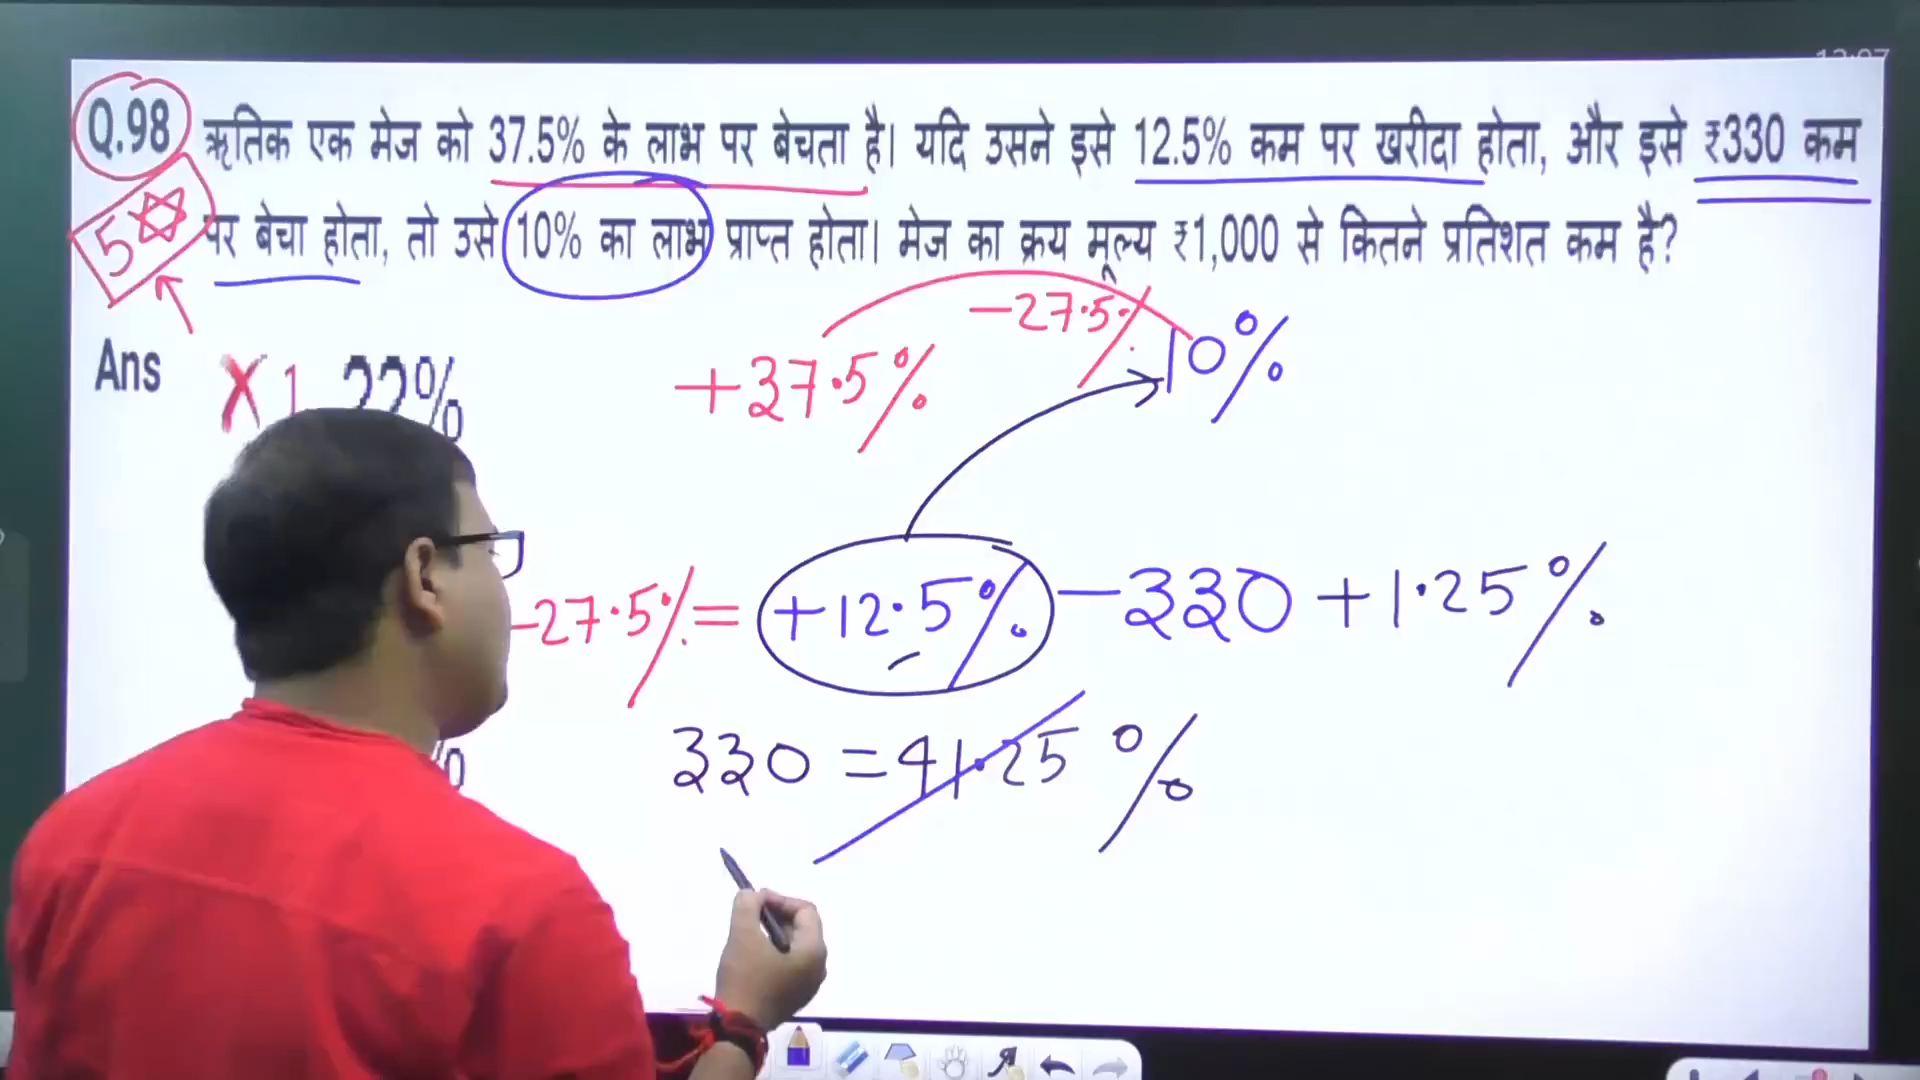 Q.98 ऋतिक एक मेज को 37.5% के लाभ पर बेचता है। यदि उसने इसे 12.5% कम पर खरीदा होता, और इसे ₹330 कम
5 पर बेचा होता, तो उसे 10% का लाभ प्राप्त होता। मेज का क्रय मूल्य ₹1,000 से कितने प्रतिशत कम है?
Ans X 1. 22%
+37.5% -27.5% 10%
-27.5% = +12.5% -330 +1.25%
330 = 41.25 %